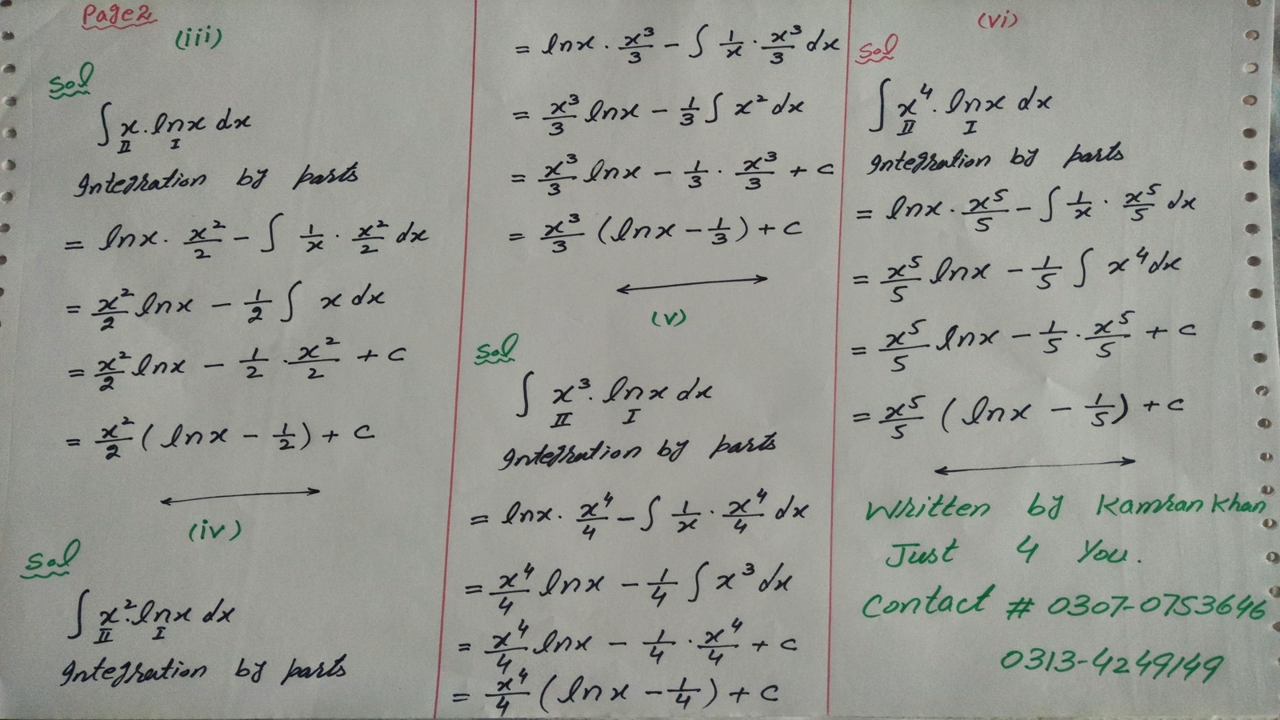 Page2
(iii)
Sol
∫ x . lnx dx
II I
Integration by parts
= lnx . x²/2 − ∫ 1/x . x²/2 dx
= x²/2 lnx − 1/2 ∫ x dx
= x²/2 lnx − 1/2 . x²/2 + c
= x²/2 ( lnx − 1/2 ) + c
(iv)
Sol
∫ x² . lnx dx
II I
Integration by parts
= lnx . x³/3 − ∫ 1/x . x³/3 dx
= x³/3 lnx − 1/3 ∫ x² dx
= x³/3 lnx − 1/3 . x³/3 + c
= x³/3 ( lnx − 1/3 ) + c
(v)
Sol
∫ x³ . lnx dx
II I
Integration by parts
= lnx . x⁴/4 − ∫ 1/x . x⁴/4 dx
= x⁴/4 lnx − 1/4 ∫ x³ dx
= x⁴/4 lnx − 1/4 . x⁴/4 + c
= x⁴/4 ( lnx − 1/4 ) + c
(vi)
Sol
∫ x⁴ . lnx dx
II I
Integration by parts
= lnx . x⁵/5 − ∫ 1/x . x⁵/5 dx
= x⁵/5 lnx − 1/5 ∫ x⁴ dx
= x⁵/5 lnx − 1/5 . x⁵/5 + c
= x⁵/5 ( lnx − 1/5 ) + c
Written by Kamran Khan
Just 4 You.
Contact # 0307-0753646
0313-4249149